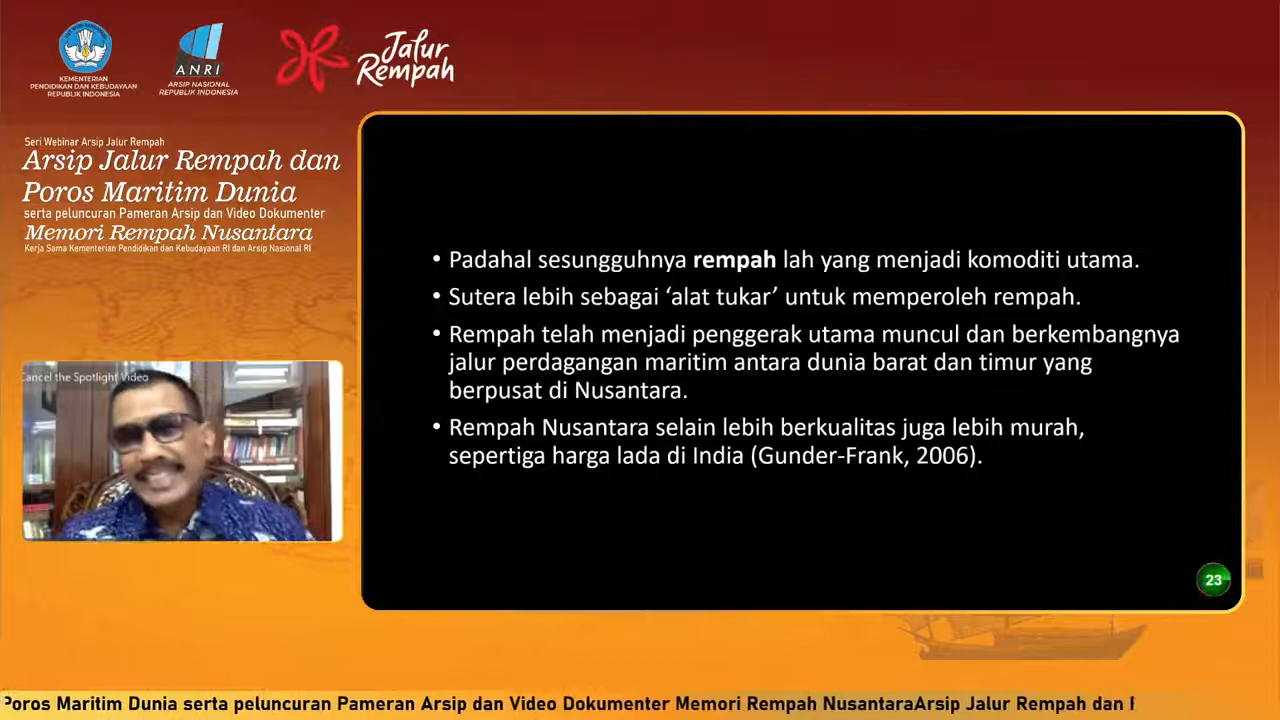 KEMENTERIAN
PENDIDIKAN DAN KEBUDAYAAN
REPUBLIK INDONESIA
ANRI
ARSIP NASIONAL
REPUBLIK INDONESIA
Jalur
Rempah
Seri Webinar Arsip Jalur Rempah
Arsip Jalur Rempah dan
Poros Maritim Dunia
serta peluncuran Pameran Arsip dan Video Dokumenter
Memori Rempah Nusantara
Kerja Sama Kementerian Pendidikan dan Kebudayaan RI dan Arsip Nasional RI
Cancel the Spotlight Video
• Padahal sesungguhnya rempah lah yang menjadi komoditi utama.
• Sutera lebih sebagai ‘alat tukar’ untuk memperoleh rempah.
• Rempah telah menjadi penggerak utama muncul dan berkembangnya
jalur perdagangan maritim antara dunia barat dan timur yang
berpusat di Nusantara.
• Rempah Nusantara selain lebih berkualitas juga lebih murah,
sepertiga harga lada di India (Gunder-Frank, 2006).
23
Poros Maritim Dunia serta peluncuran Pameran Arsip dan Video Dokumenter Memori Rempah NusantaraArsip Jalur Rempah dan